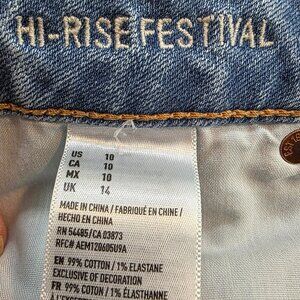 HI-RISE FESTIVAL
US 10
CA 10
MX 10
UK 14
MADE IN CHINA / FABRIQUÉ EN CHINE /
HECHO EN CHINA
RN 54485/CA 03873
RFC# AEM120605U9A
EN: 99% COTTON / 1% ELASTANE
EXCLUSIVE OF DECORATION
FR: 99% COTON / 1% ÉLASTHANNE